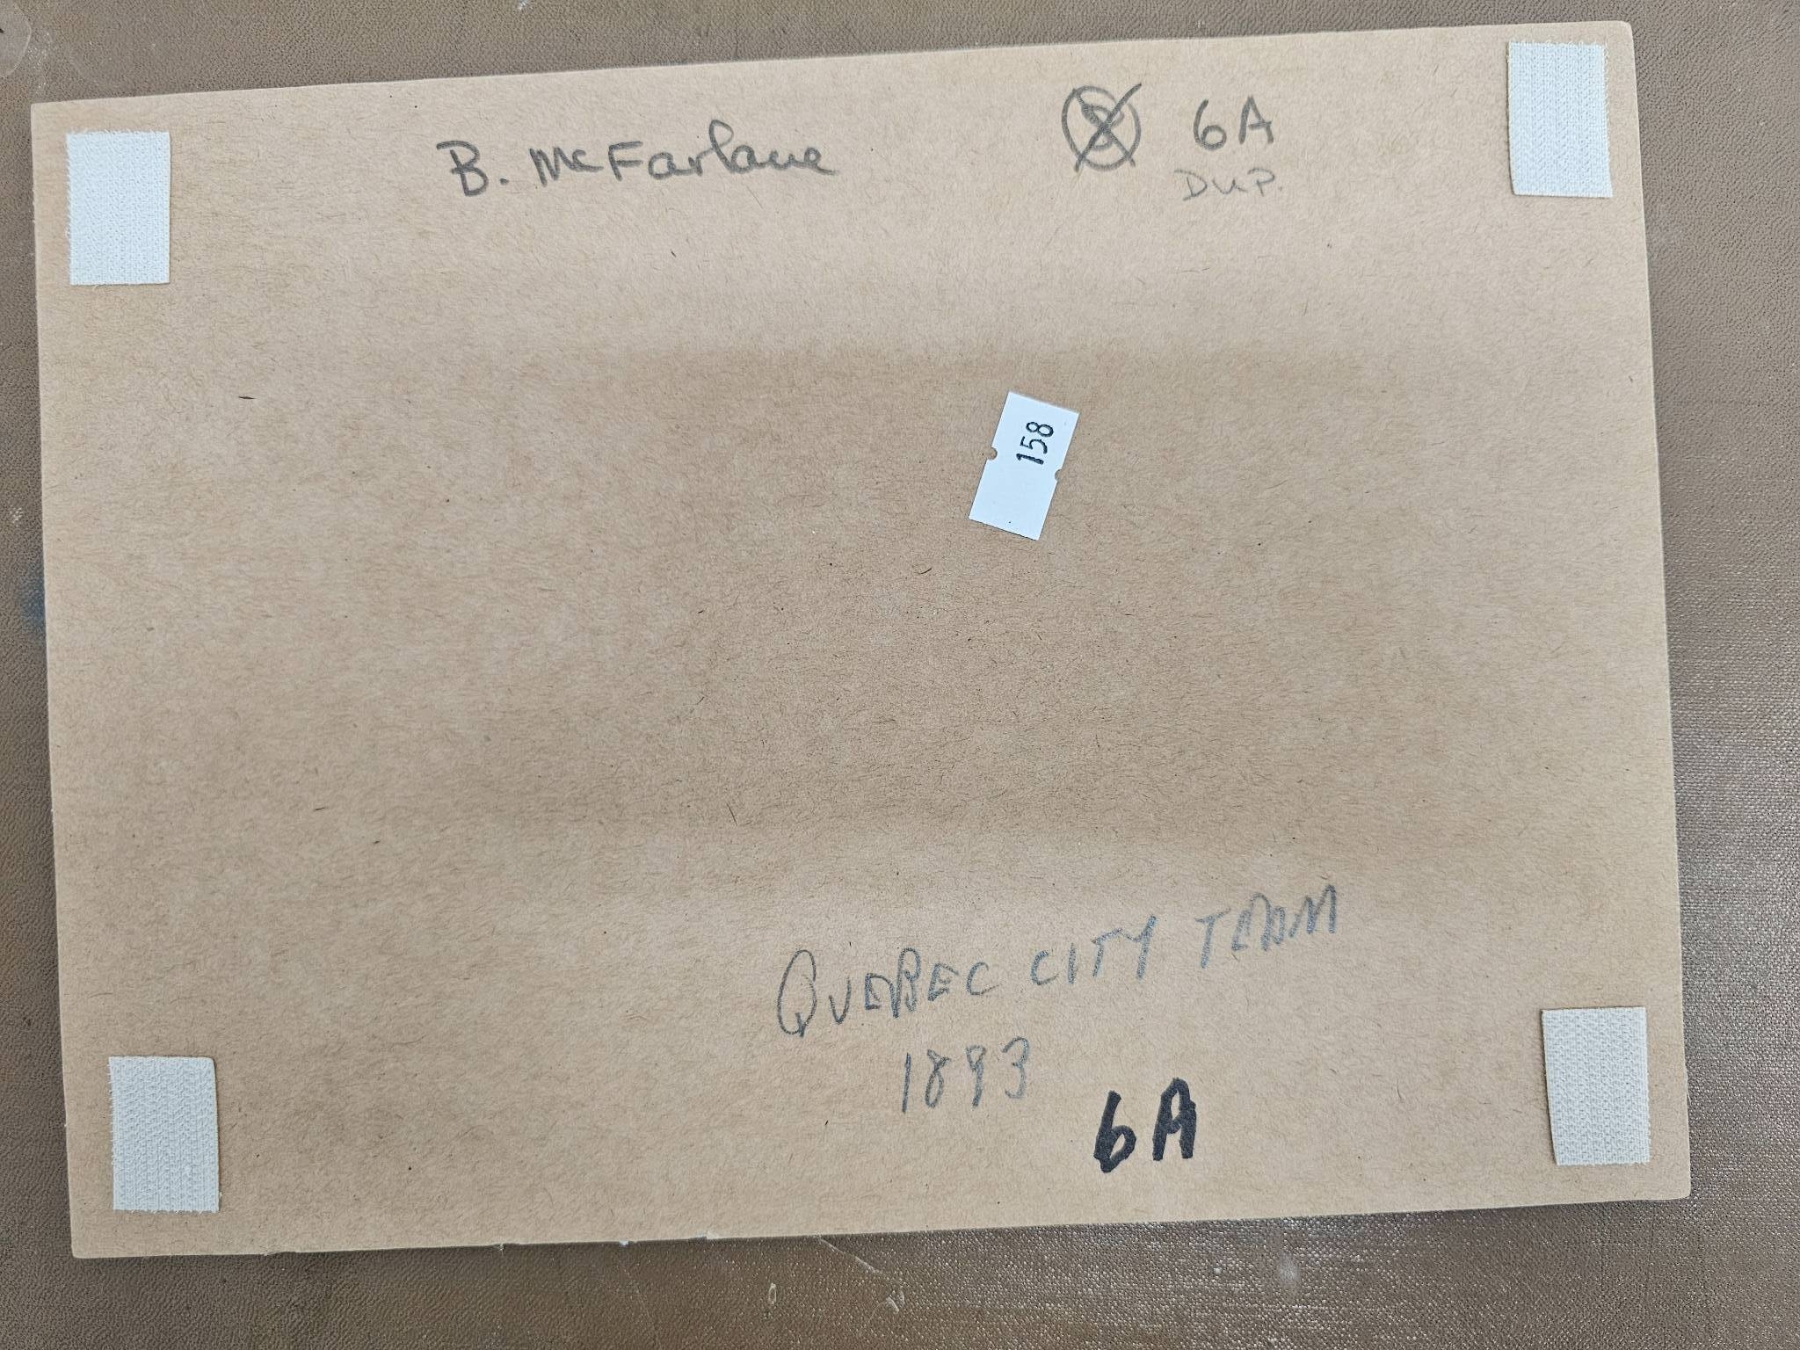 B. McFarlane
6A
DUP.
158
QUEBEC CITY TEAM
1893
6A